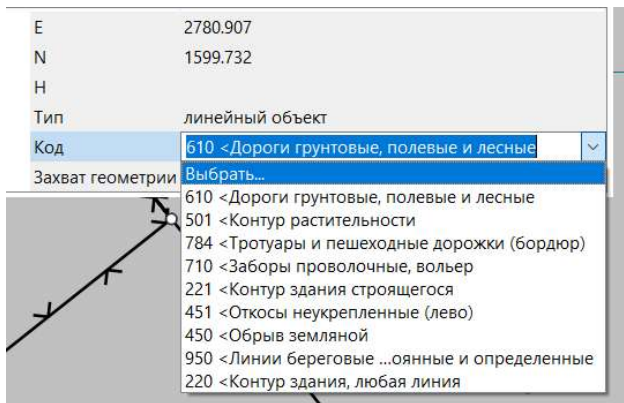 E 2780.907
N 1599.732
H
Тип линейный объект
Код 610 <Дороги грунтовые, полевые и лесные
Захват геометрии Выбрать...
610 <Дороги грунтовые, полевые и лесные
501 <Контур растительности
784 <Тротуары и пешеходные дорожки (бордюр)
710 <Заборы проволочные, вольер
221 <Контур здания строящегося
451 <Откосы неукрепленные (лево)
450 <Обрыв земляной
950 <Линии береговые ...оянные и определенные
220 <Контур здания, любая линия